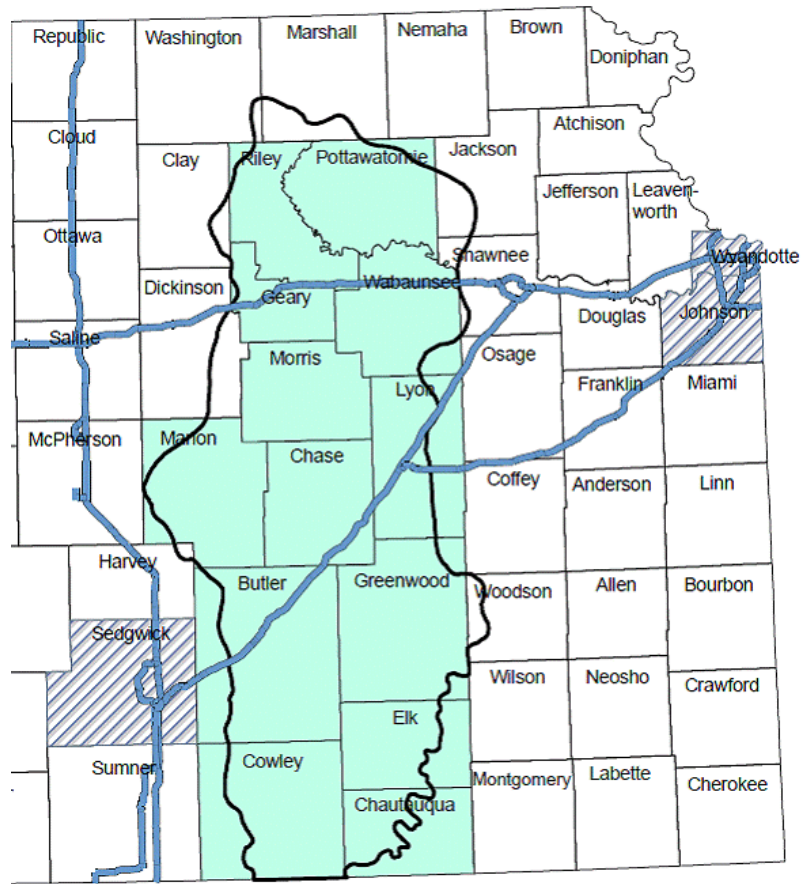 Republic
Washington
Marshall
Nemaha
Brown
Doniphan
Cloud
Clay
Riley
Pottawatomie
Jackson
Atchison
Jefferson
Leaven-
worth
Ottawa
Dickinson
Geary
Wabaunsee
Shawnee
Wyandotte
Saline
Morris
Osage
Douglas
Johnson
McPherson
Marion
Chase
Lyon
Franklin
Miami
Coffey
Anderson
Linn
Harvey
Butler
Greenwood
Woodson
Allen
Bourbon
Sedgwick
Wilson
Neosho
Crawford
Elk
Sumner
Cowley
Chautauqua
Montgomery
Labette
Cherokee